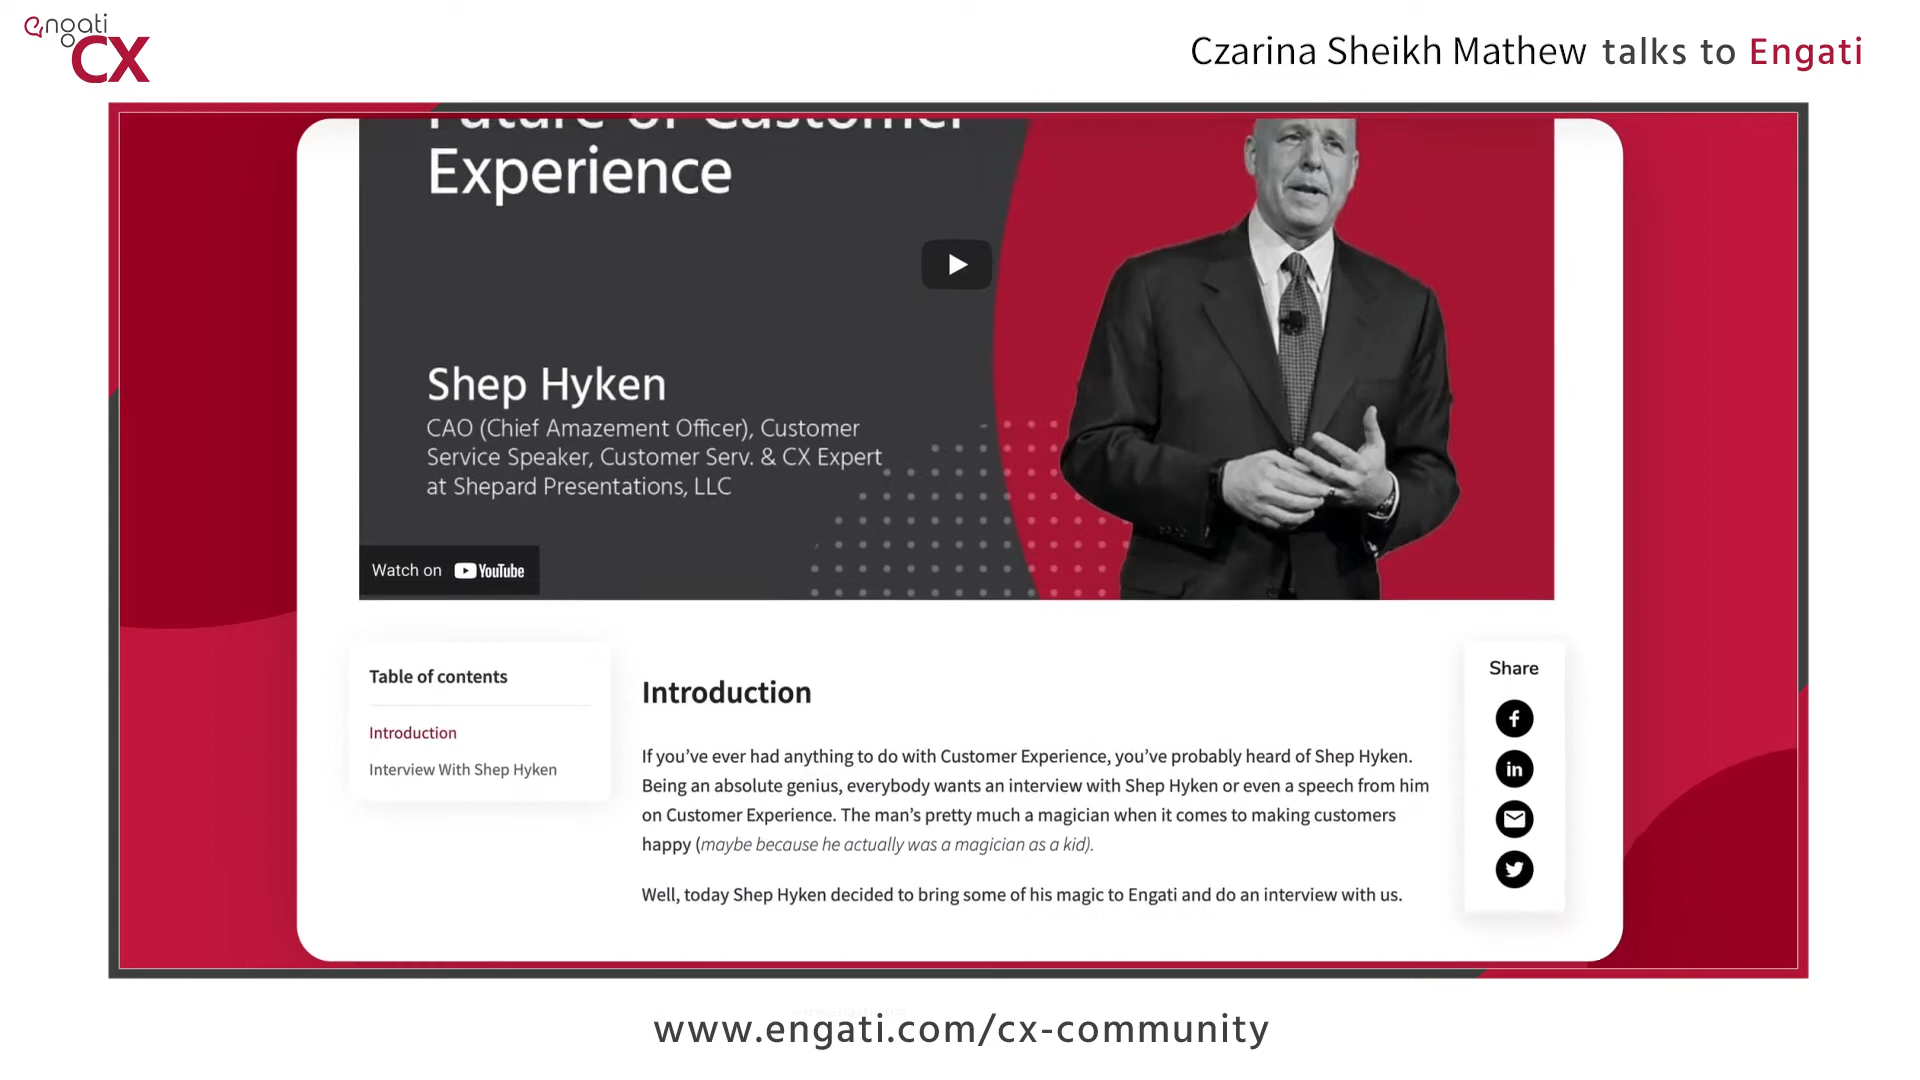 engati
CX
Czarina Sheikh Mathew talks to Engati
Future of Customer
Experience
Shep Hyken
CAO (Chief Amazement Officer), Customer
Service Speaker, Customer Serv. & CX Expert
at Shepard Presentations, LLC
Watch on YouTube
Table of contents
Introduction
Interview With Shep Hyken
Introduction
If you’ve ever had anything to do with Customer Experience, you’ve probably heard of Shep Hyken.
Being an absolute genius, everybody wants an interview with Shep Hyken or even a speech from him
on Customer Experience. The man’s pretty much a magician when it comes to making customers
happy (maybe because he actually was a magician as a kid).
Well, today Shep Hyken decided to bring some of his magic to Engati and do an interview with us.
Share
www.engati.com/cx-community